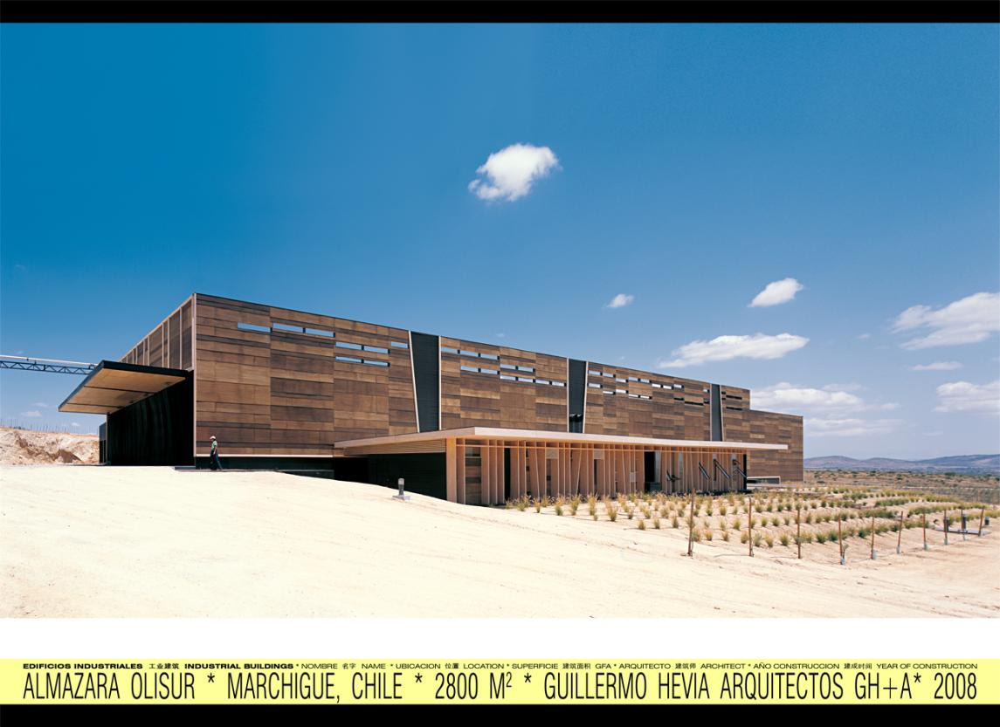 EDIFICIOS INDUSTRIALES 工业建筑 INDUSTRIAL BUILDINGS * NOMBRE 名字 NAME * UBICACION 位置 LOCATION * SUPERFICIE 建筑面积 GFA * ARQUITECTO 建筑师 ARCHITECT * AÑO CONSTRUCCION 建成时间 YEAR OF CONSTRUCTION
ALMAZARA OLISUR * MARCHIGUE, CHILE * 2800 M² * GUILLERMO HEVIA ARQUITECTOS GH+A* 2008